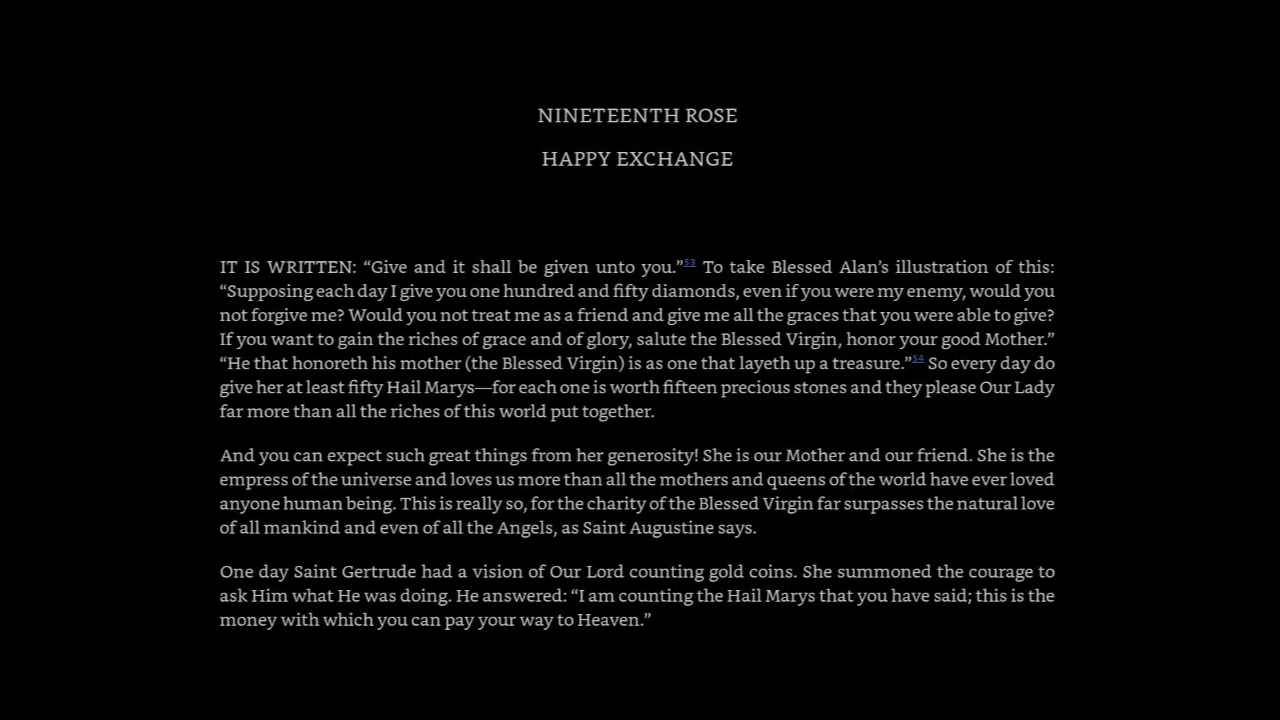 NINETEENTH ROSE
HAPPY EXCHANGE
IT IS WRITTEN: “Give and it shall be given unto you.”53 To take Blessed Alan’s illustration of this:
“Supposing each day I give you one hundred and fifty diamonds, even if you were my enemy, would you
not forgive me? Would you not treat me as a friend and give me all the graces that you were able to give?
If you want to gain the riches of grace and of glory, salute the Blessed Virgin, honor your good Mother.”
“He that honoreth his mother (the Blessed Virgin) is as one that layeth up a treasure.”54 So every day do
give her at least fifty Hail Marys—for each one is worth fifteen precious stones and they please Our Lady
far more than all the riches of this world put together.
And you can expect such great things from her generosity! She is our Mother and our friend. She is the
empress of the universe and loves us more than all the mothers and queens of the world have ever loved
anyone human being. This is really so, for the charity of the Blessed Virgin far surpasses the natural love
of all mankind and even of all the Angels, as Saint Augustine says.
One day Saint Gertrude had a vision of Our Lord counting gold coins. She summoned the courage to
ask Him what He was doing. He answered: “I am counting the Hail Marys that you have said; this is the
money with which you can pay your way to Heaven.”